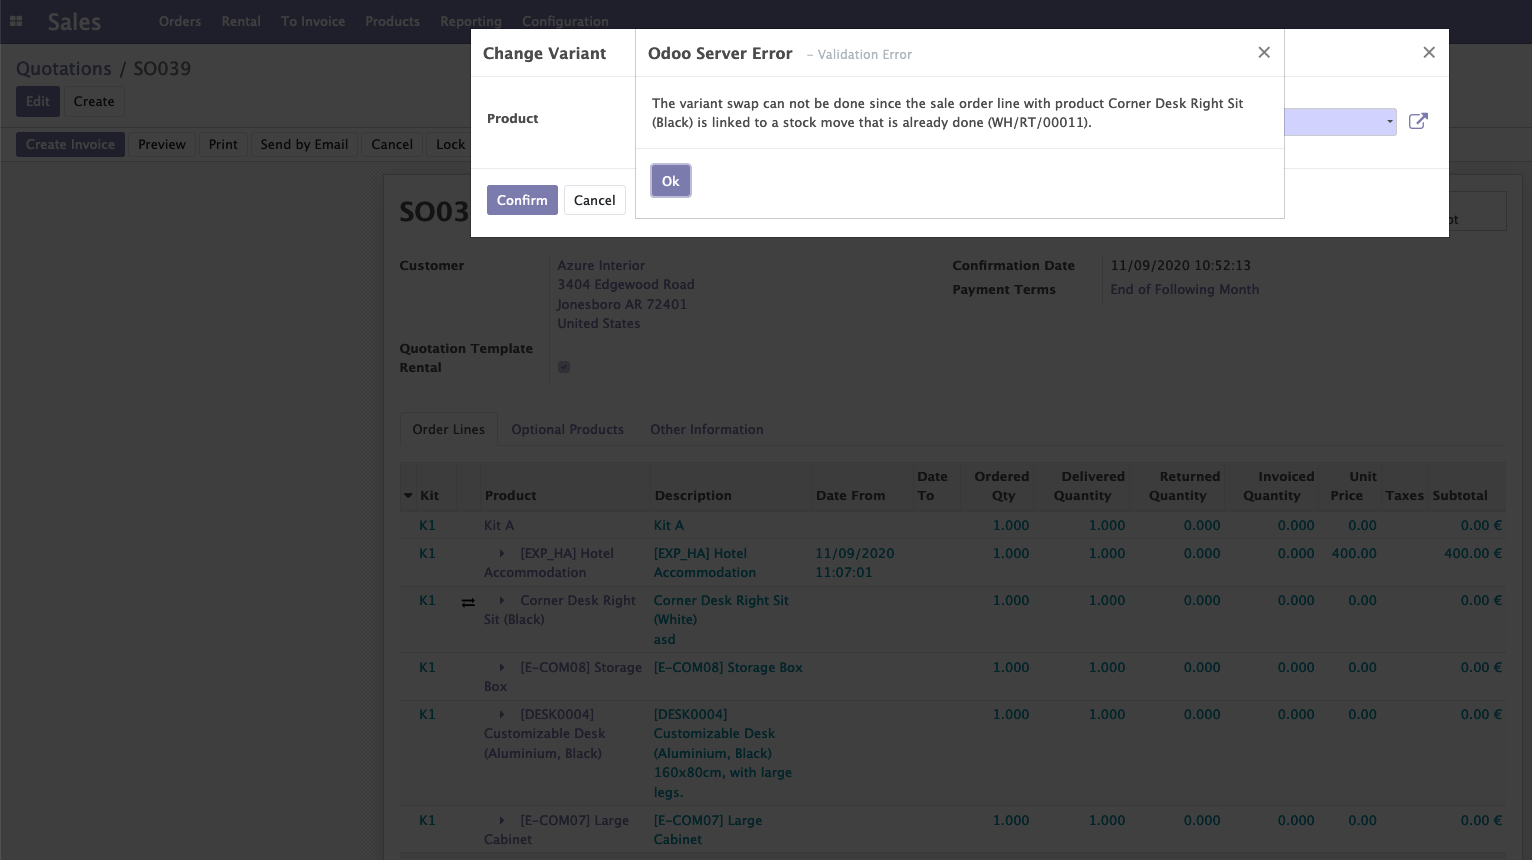 Sales Orders Rental To Invoice Products Reporting Configuration
Quotations / SO039
Edit Create
Create Invoice Preview Print Send by Email Cancel Lock
Change Variant
Product
Confirm Cancel
Odoo Server Error – Validation Error
The variant swap can not be done since the sale order line with product Corner Desk Right Sit
(Black) is linked to a stock move that is already done (WH/RT/00011).
Ok
Customer
Azure Interior
3404 Edgewood Road
Jonesboro AR 72401
United States
Confirmation Date 11/09/2020 10:52:13
Payment Terms End of Following Month
Quotation Template
Rental
Order Lines Optional Products Other Information
Kit Product Description Date From Date To Ordered Qty Delivered Quantity Returned Quantity Invoiced Quantity Unit Price Taxes Subtotal
K1 Kit A Kit A 1.000 1.000 0.000 0.000 0.00 0.00 €
K1 [EXP_HA] Hotel [EXP_HA] Hotel 11/09/2020 1.000 1.000 0.000 0.000 400.00 400.00 €
Accommodation Accommodation 11:07:01
K1 Corner Desk Right Corner Desk Right Sit 1.000 1.000 0.000 0.000 0.00 0.00 €
Sit (Black) (White)
asd
K1 [E-COM08] Storage [E-COM08] Storage Box 1.000 1.000 0.000 0.000 0.00 0.00 €
Box
K1 [DESK0004] [DESK0004] 1.000 1.000 0.000 0.000 0.00 0.00 €
Customizable Desk Customizable Desk
(Aluminium, Black) (Aluminium, Black)
160x80cm, with large
legs.
K1 [E-COM07] Large [E-COM07] Large 1.000 1.000 0.000 0.000 0.00 0.00 €
Cabinet Cabinet